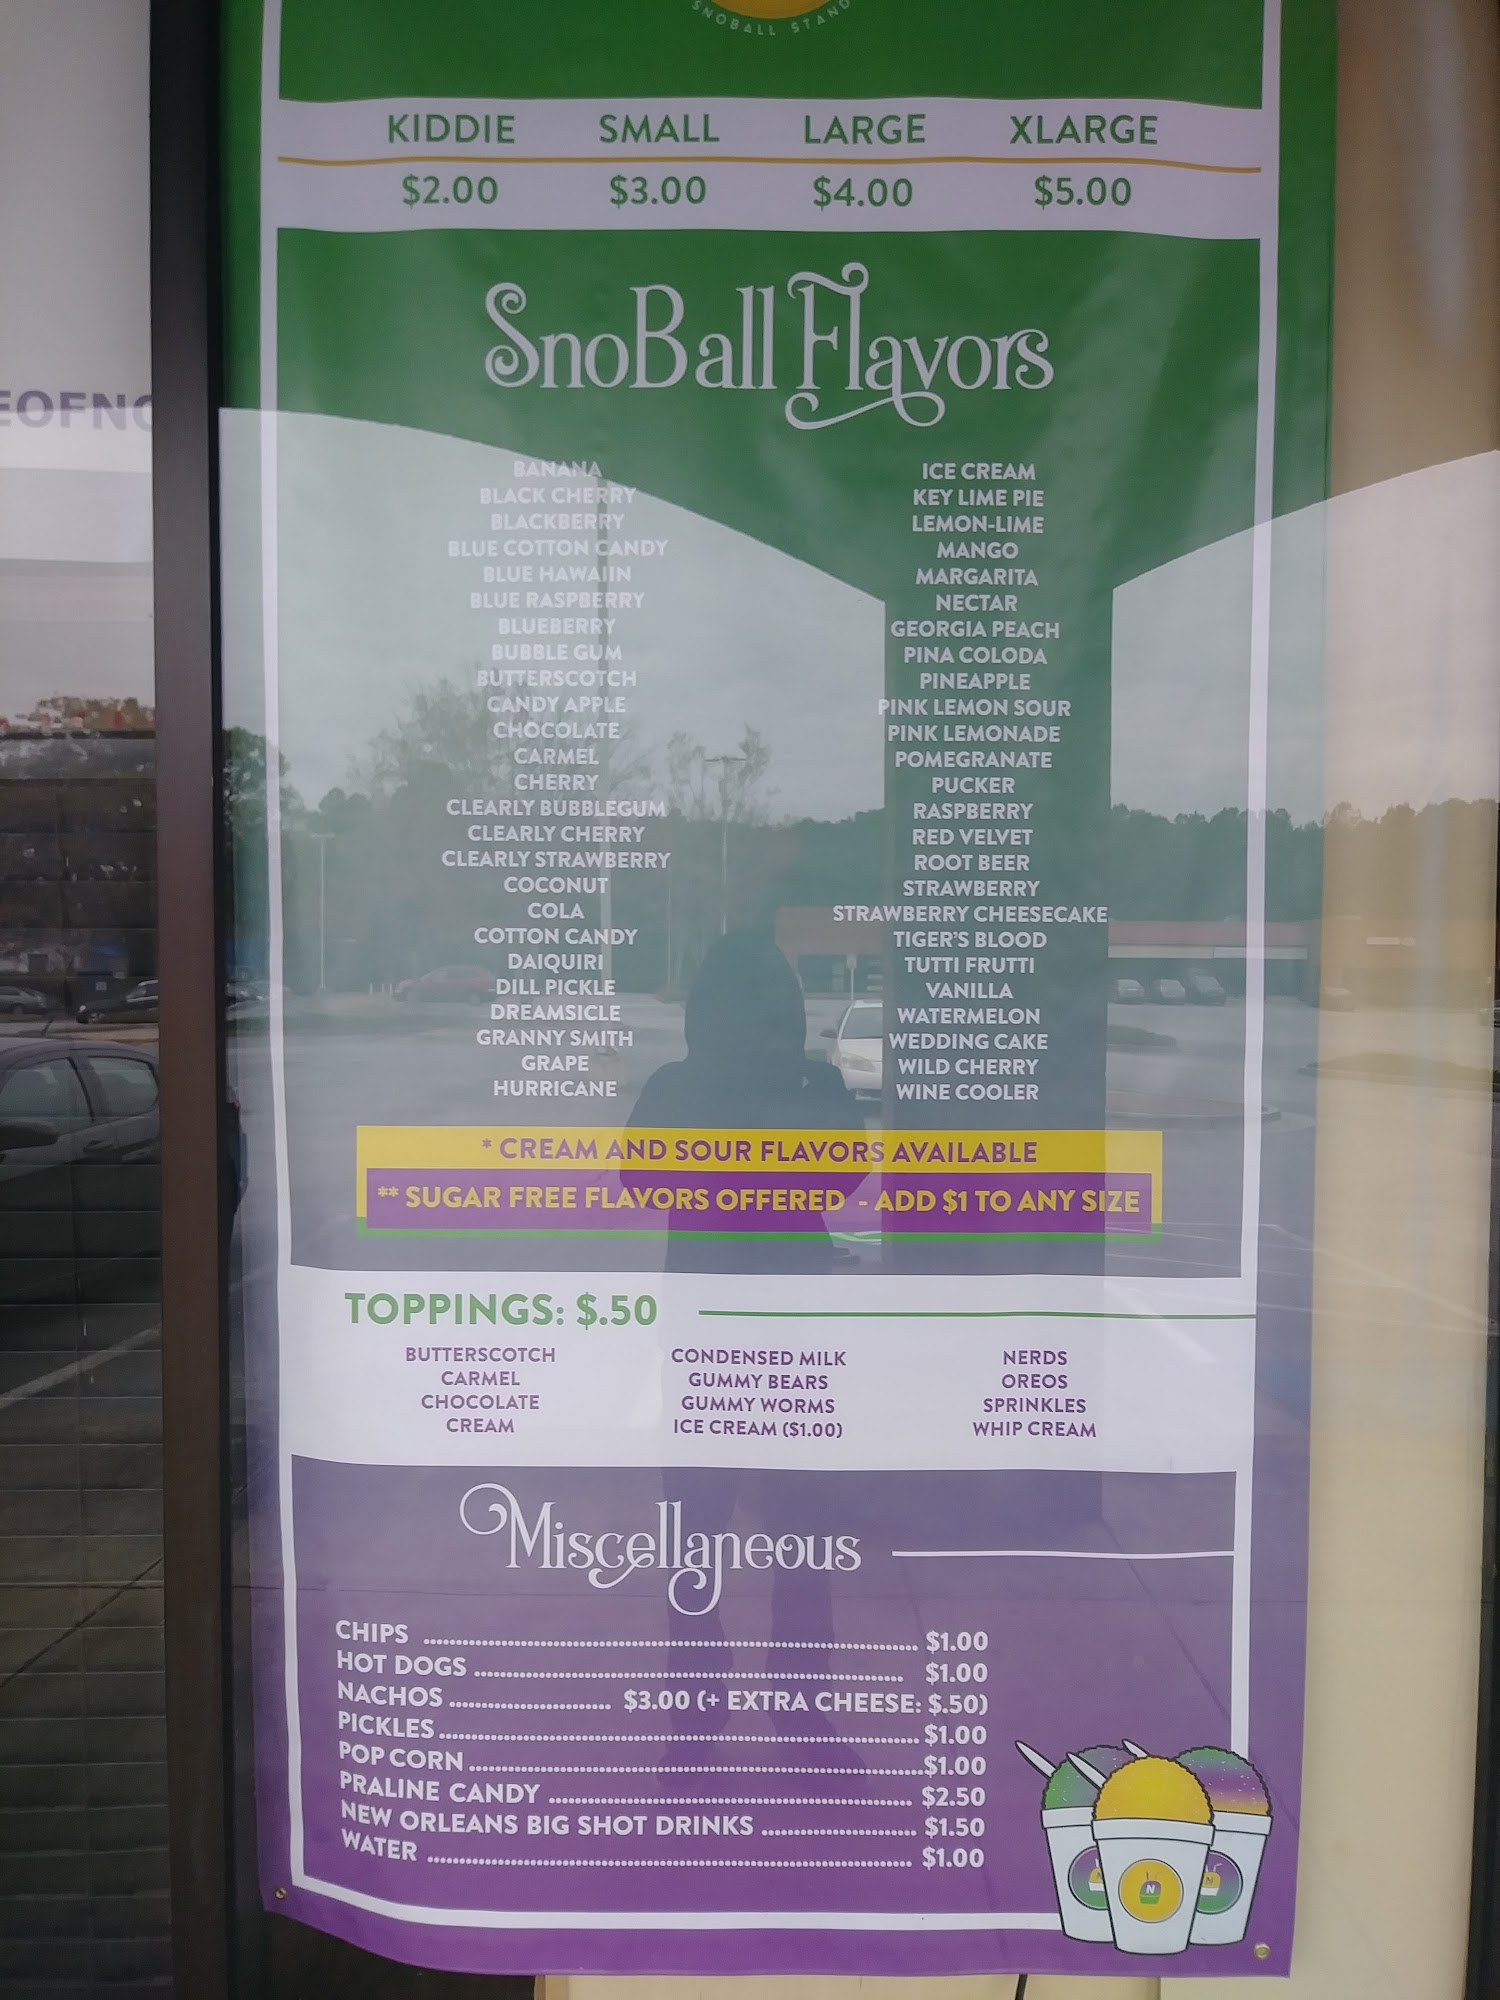 SNOBALL STAND
KIDDIE SMALL LARGE XLARGE
$2.00 $3.00 $4.00 $5.00
SnoBall Flavors
BANANA
BLACK CHERRY
BLACKBERRY
BLUE COTTON CANDY
BLUE HAWAIIN
BLUE RASPBERRY
BLUEBERRY
BUBBLE GUM
BUTTERSCOTCH
CANDY APPLE
CHOCOLATE
CARMEL
CHERRY
CLEARLY BUBBLEGUM
CLEARLY CHERRY
CLEARLY STRAWBERRY
COCONUT
COLA
COTTON CANDY
DAIQUIRI
DILL PICKLE
DREAMSICLE
GRANNY SMITH
GRAPE
HURRICANE
ICE CREAM
KEY LIME PIE
LEMON-LIME
MANGO
MARGARITA
NECTAR
GEORGIA PEACH
PINA COLODA
PINEAPPLE
PINK LEMON SOUR
PINK LEMONADE
POMEGRANATE
PUCKER
RASPBERRY
RED VELVET
ROOT BEER
STRAWBERRY
STRAWBERRY CHEESECAKE
TIGER'S BLOOD
TUTTI FRUTTI
VANILLA
WATERMELON
WEDDING CAKE
WILD CHERRY
WINE COOLER
* CREAM AND SOUR FLAVORS AVAILABLE
** SUGAR FREE FLAVORS OFFERED - ADD $1 TO ANY SIZE
TOPPINGS: $.50
BUTTERSCOTCH
CARMEL
CHOCOLATE
CREAM
CONDENSED MILK
GUMMY BEARS
GUMMY WORMS
ICE CREAM ($1.00)
NERDS
OREOS
SPRINKLES
WHIP CREAM
Miscellaneous
CHIPS $1.00
HOT DOGS $1.00
NACHOS $3.00 (+ EXTRA CHEESE: $.50)
PICKLES $1.00
POP CORN $1.00
PRALINE CANDY $2.50
NEW ORLEANS BIG SHOT DRINKS $1.50
WATER $1.00
N
N